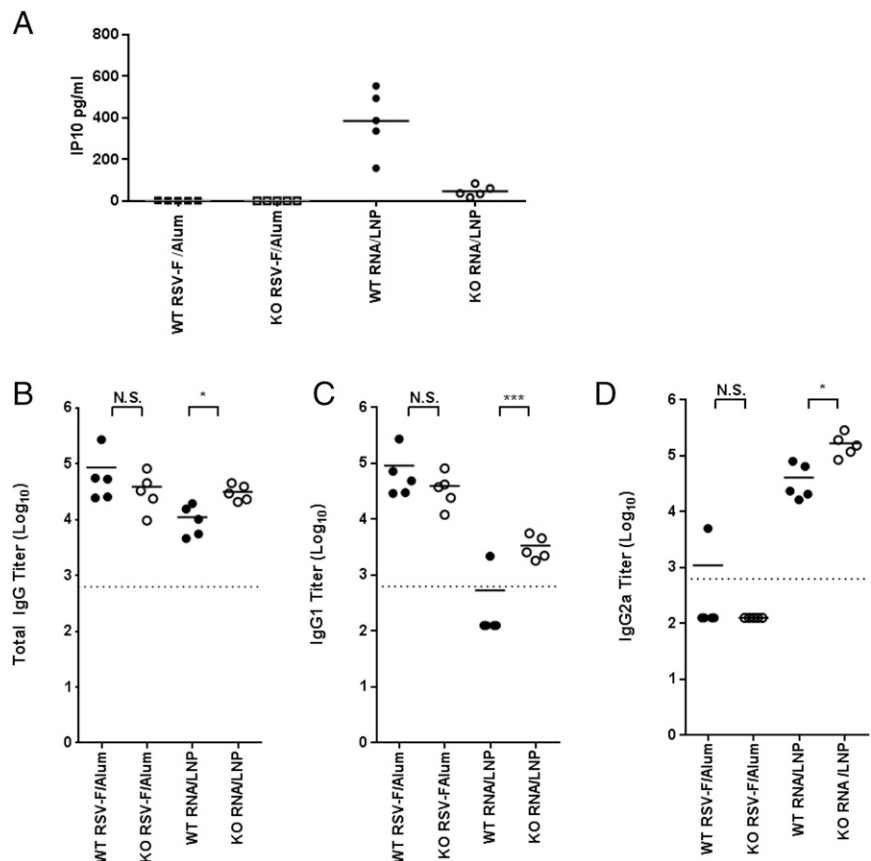 A
800
600
400
200
0
IP10 pg/ml
WT RSV-F /Alum
KO RSV-F/Alum
WT RNA/LNP
KO RNA/LNP
B
N.S.
*
6
5
4
3
2
1
0
Total IgG Titer (Log10)
WT RSV-F/Alum
KO RSV-F/Alum
WT RNA/LNP
KO RNA/LNP
C
N.S.
***
6
5
4
3
2
1
0
IgG1 Titer (Log10)
WT RSV-F/Alum
KO RSV-FAlum
WT RNA/LNP
KO RNA/LNP
D
N.S.
*
6
5
4
3
2
1
0
IgG2a Titer (Log10)
WT RSV-F/Alum
KO RSV-F/Alum
WT RNA/LNP
KO RNA /LNP